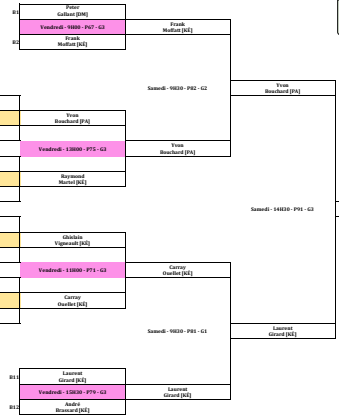 B1
Peter
Gallant [DM]
Vendredi - 9H00 - P67 - G3
B2
Frank
Moffatt [KÉ]
Frank
Moffatt [KÉ]
Samedi - 9H30 - P82 - G2
Yvon
Bouchard [PA]
Yvon
Bouchard [PA]
Vendredi - 13H00 - P75 - G3
Yvon
Bouchard [PA]
Raymond
Martel [KÉ]
Samedi - 14H30 - P91 - G3
Ghislain
Vigneault [KÉ]
Vendredi - 11H00 - P71 - G3
Curray
Ouellet [KÉ]
Curray
Ouellet [KÉ]
Samedi - 9H30 - P81 - G1
Laurent
Girard [KÉ]
B11
Laurent
Girard [KÉ]
Vendredi - 15H30 - P79 - G3
Laurent
Girard [KÉ]
B12
André
Brassard [KÉ]